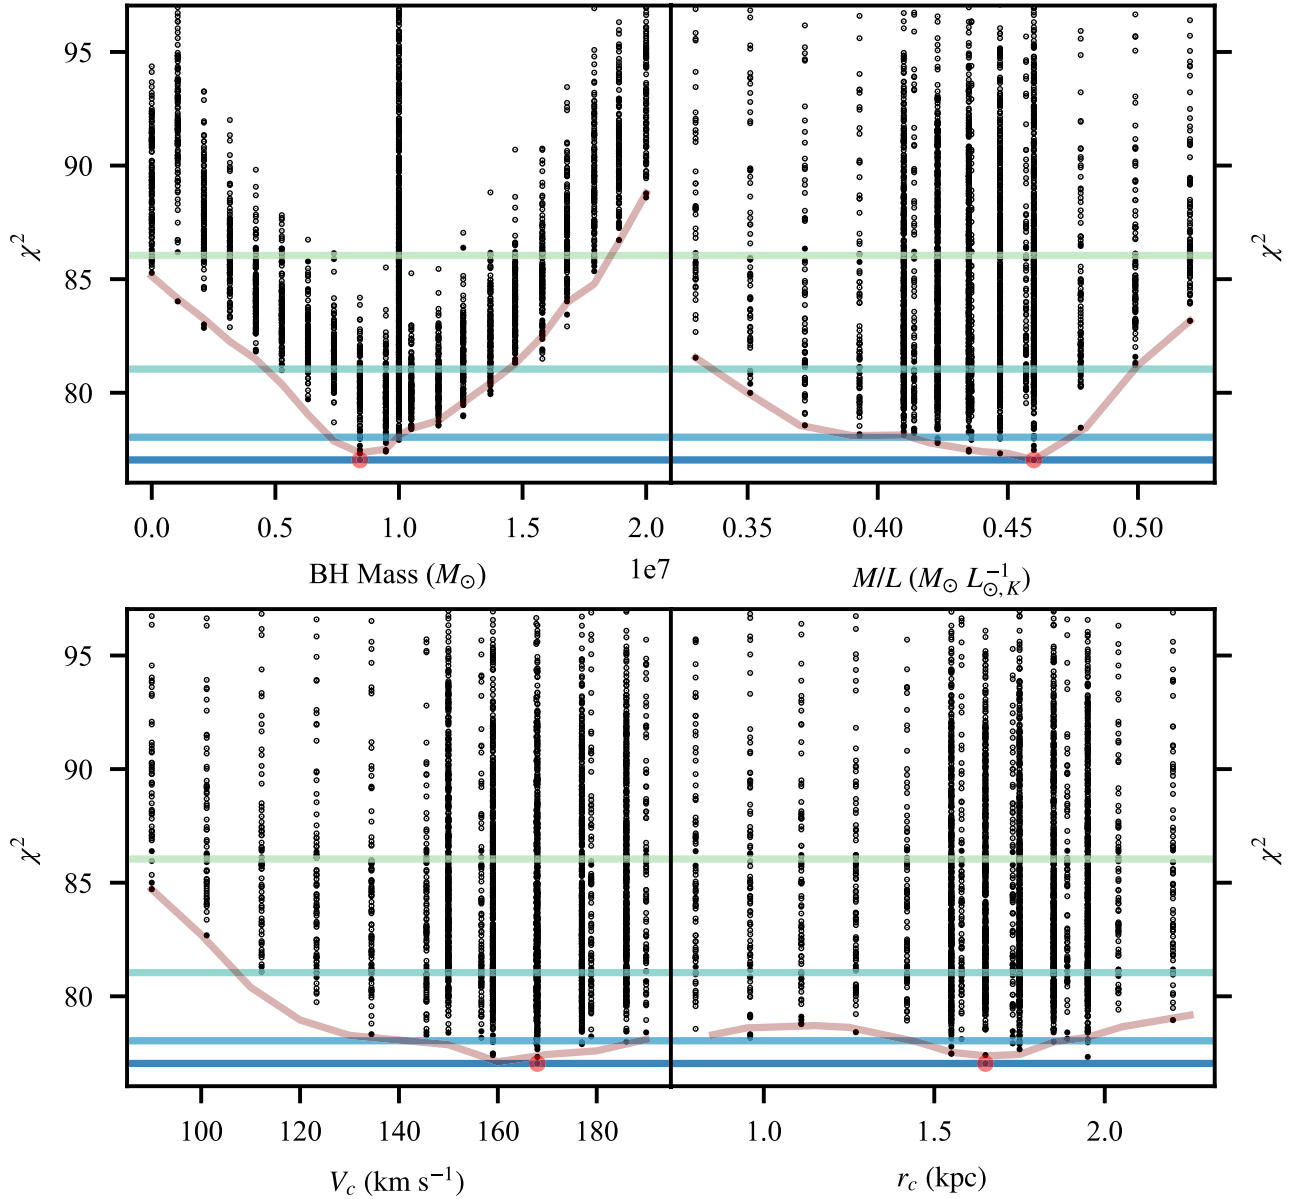 95
90
85
80
χ²
χ²
0.0 0.5 1.0 1.5 2.0 0.35 0.40 0.45 0.50
1e7
BH Mass (M⊙)
M/L (M⊙ L⊙,K⁻¹)
95
90
85
80
χ²
χ²
100 120 140 160 180 1.0 1.5 2.0
V_c (km s⁻¹)
r_c (kpc)